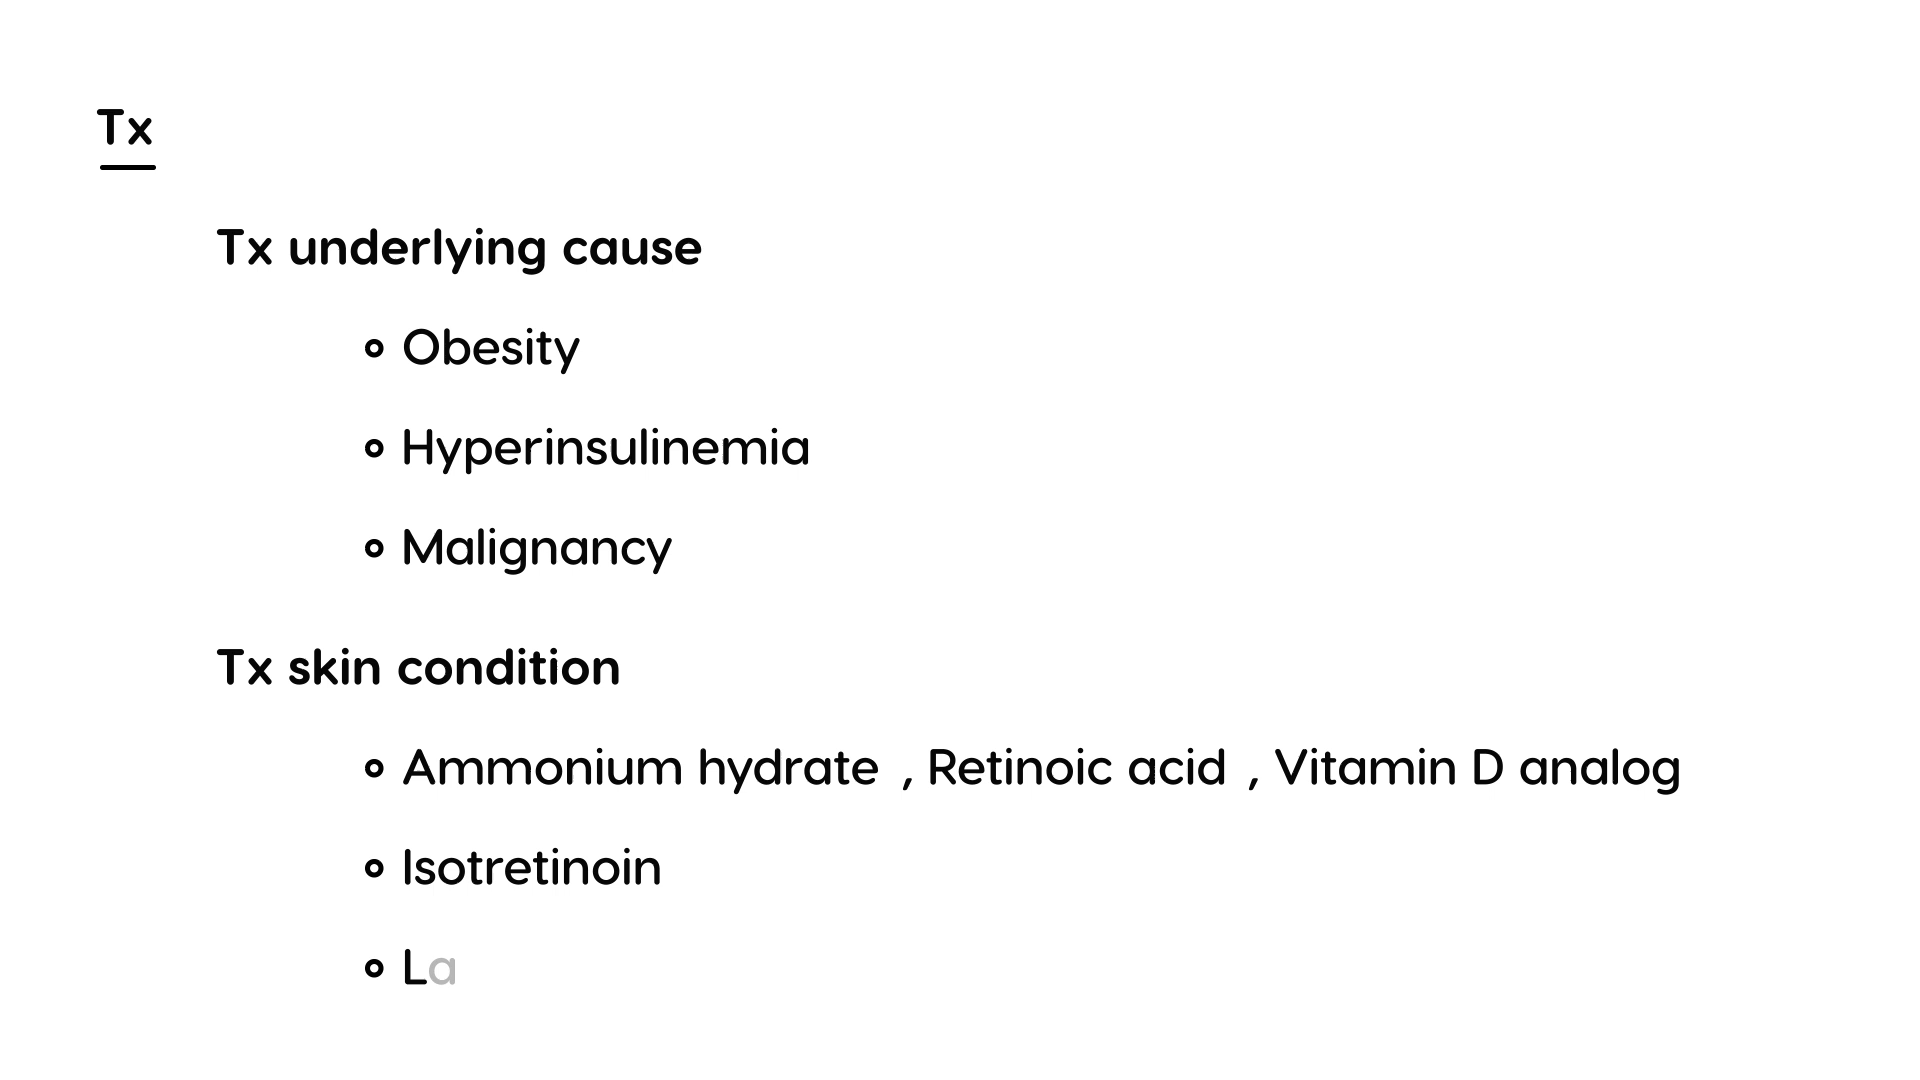 Tx
Tx underlying cause
Obesity
Hyperinsulinemia
Malignancy
Tx skin condition
Ammonium hydrate , Retinoic acid , Vitamin D analog
Isotretinoin
La